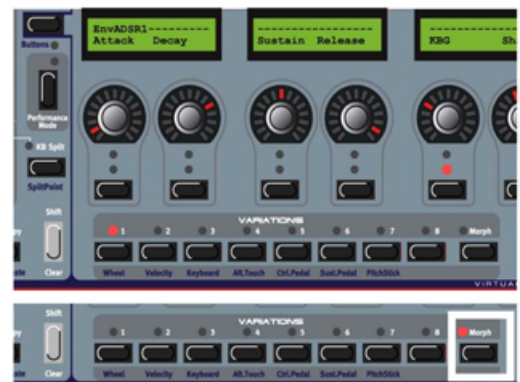 EnvADSR1--------
Attack Decay
----------------
Sustain Release
KBG Sh
Buttons
Performance
Mode
KB Split
SplitPoint
Shift
Clear
VARIATIONS
1 2 3 4 5 6 7 8 Morph
Wheel Velocity Keyboard Aft.Touch Ctrl.Pedal Sust.Pedal PitchStick
VIRTUA
Shift
Clear
VARIATIONS
1 2 3 4 5 6 7 8 Morph
Wheel Velocity Keyboard Aft.Touch Ctrl.Pedal Sust.Pedal PitchStick